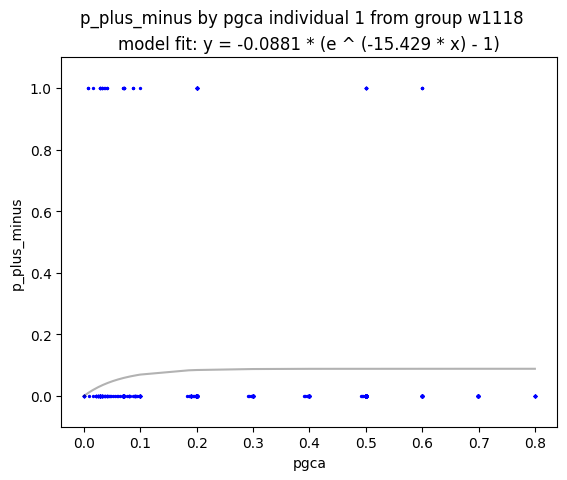 p_plus_minus by pgca individual 1 from group w1118
model fit: y = -0.0881 * (e ^ (-15.429 * x) - 1)
1.0
0.8
0.6
0.4
0.2
0.0
p_plus_minus
0.0 0.1 0.2 0.3 0.4 0.5 0.6 0.7 0.8
pgca